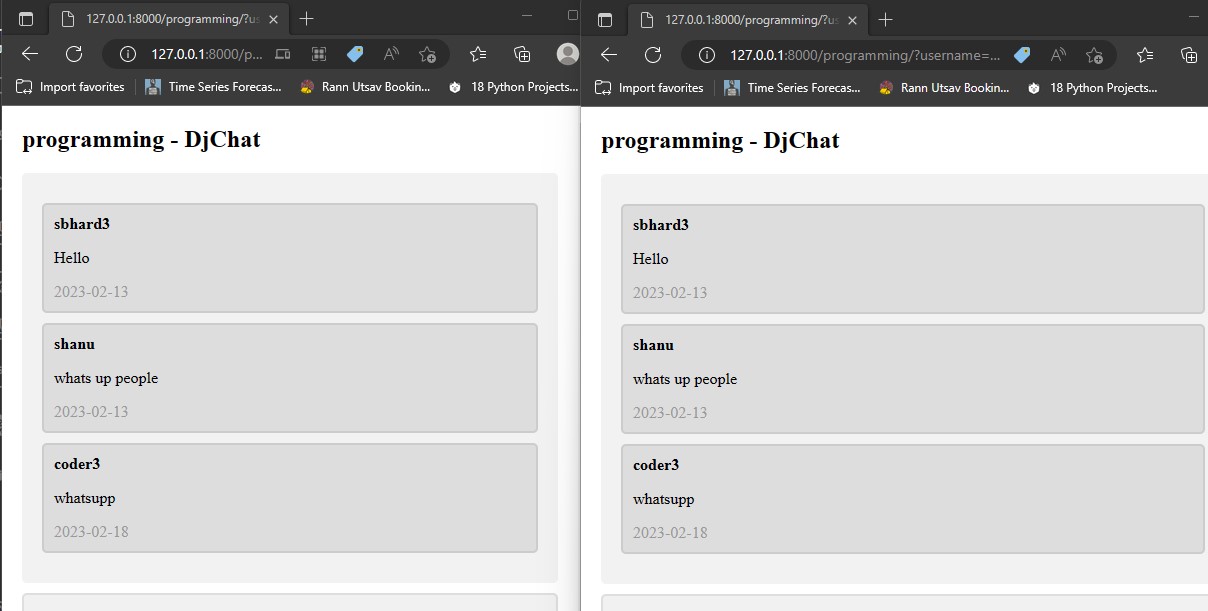 127.0.0.1:8000/programming/?us
127.0.0.1:8000/p...
Import favorites
Time Series Forecas...
Rann Utsav Bookin...
18 Python Projects...
programming - DjChat
sbhard3
Hello
2023-02-13
shanu
whats up people
2023-02-13
coder3
whatsupp
2023-02-18
127.0.0.1:8000/programming/?us
127.0.0.1:8000/programming/?username=...
Import favorites
Time Series Forecas...
Rann Utsav Bookin...
18 Python Projects...
programming - DjChat
sbhard3
Hello
2023-02-13
shanu
whats up people
2023-02-13
coder3
whatsupp
2023-02-18